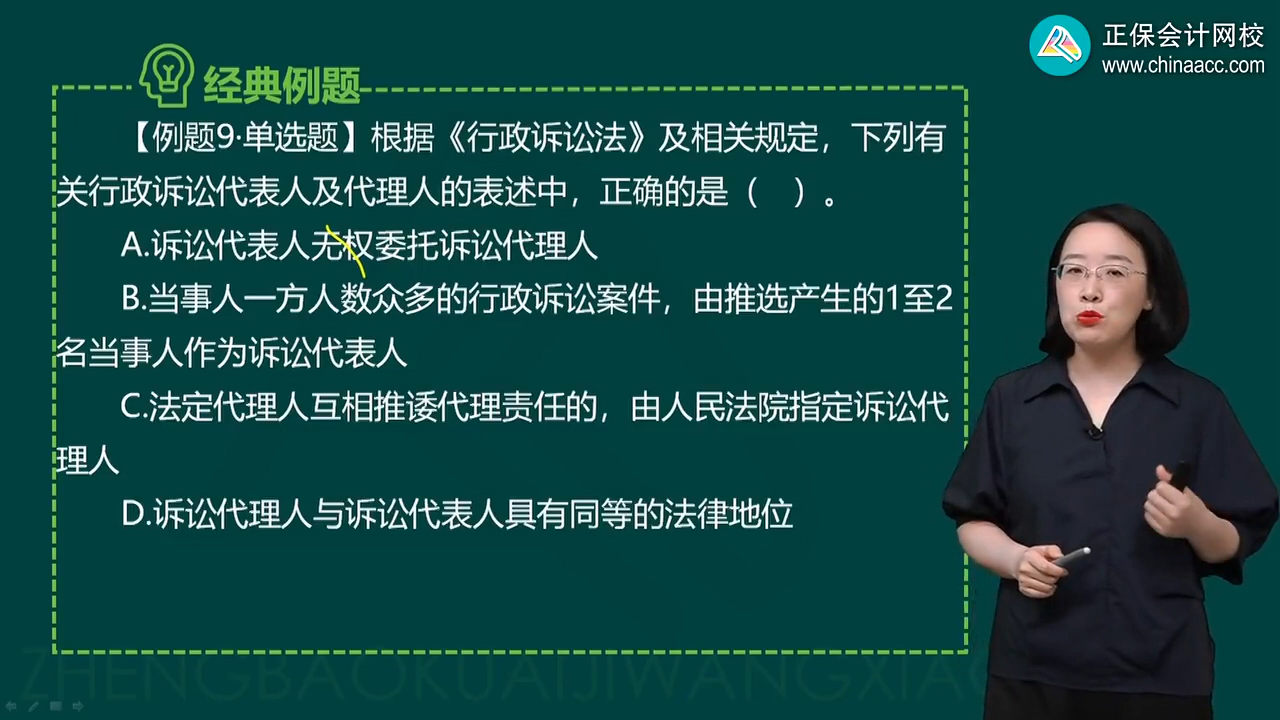 正保会计网校
www.chinaacc.com
经典例题
【例题9·单选题】根据《行政诉讼法》及相关规定，下列有
关行政诉讼代表人及代理人的表述中，正确的是（ ）。
A.诉讼代表人无权委托诉讼代理人
B.当事人一方人数众多的行政诉讼案件，由推选产生的1至2
名当事人作为诉讼代表人
C.法定代理人互相推诿代理责任的，由人民法院指定诉讼代
理人
D.诉讼代理人与诉讼代表人具有同等的法律地位
ZHENGBAOKUAIJIWANGXIAO